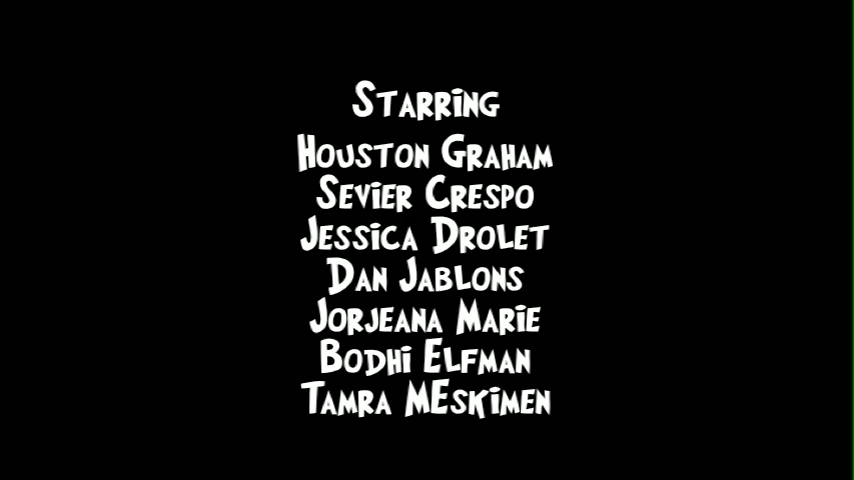 Starring
Houston Graham
Sevier Crespo
Jessica Drolet
Dan Jablons
Jorjeana Marie
Bodhi Elfman
Tamra MEskimen